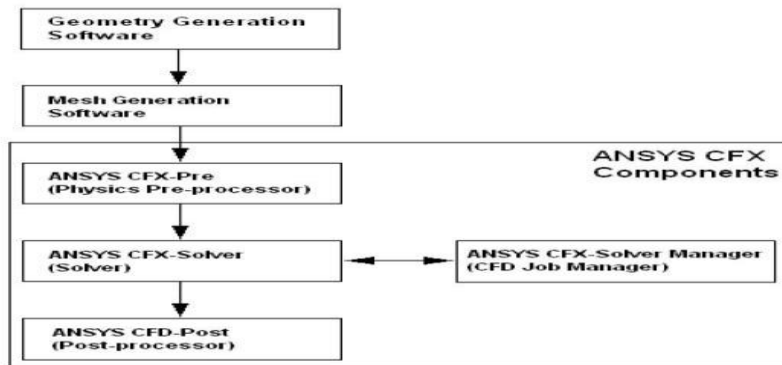 Geometry Generation
Software
Mesh Generation
Software
ANSYS CFX
Components
ANSYS CFX-Pre
(Physics Pre-processor)
ANSYS CFX-Solver
(Solver)
ANSYS CFX-Solver Manager
(CFD Job Manager)
ANSYS CFD-Post
(Post-processor)